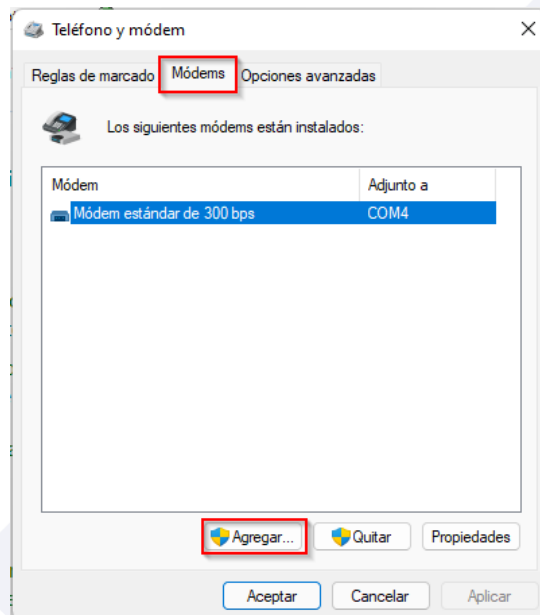 Teléfono y módem
Reglas de marcado Módems Opciones avanzadas
Los siguientes módems están instalados:
Módem Adjunto a
Módem estándar de 300 bps COM4
Agregar... Quitar Propiedades
Aceptar Cancelar Aplicar